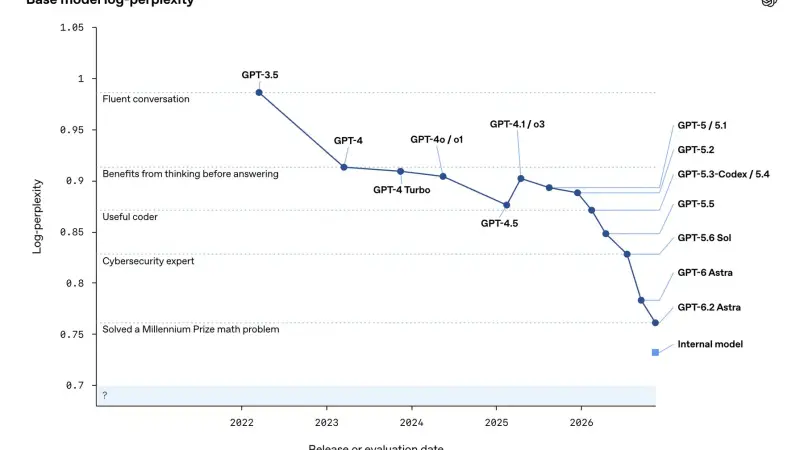 Base model log-perplexity
1.05
GPT-3.5
1
Fluent conversation
GPT-4.1 / o3
GPT-5 / 5.1
0.95
GPT-4
GPT-4o / o1
GPT-5.2
Benefits from thinking before answering
GPT-5.3-Codex / 5.4
0.9
GPT-4 Turbo
GPT-5.5
Useful coder
GPT-4.5
Log-perplexity
0.85
GPT-5.6 Sol
Cybersecurity expert
GPT-6 Astra
0.8
GPT-6.2 Astra
Solved a Millennium Prize math problem
0.75
Internal model
0.7
?
2022
2023
2024
2025
2026
Release or evaluation date